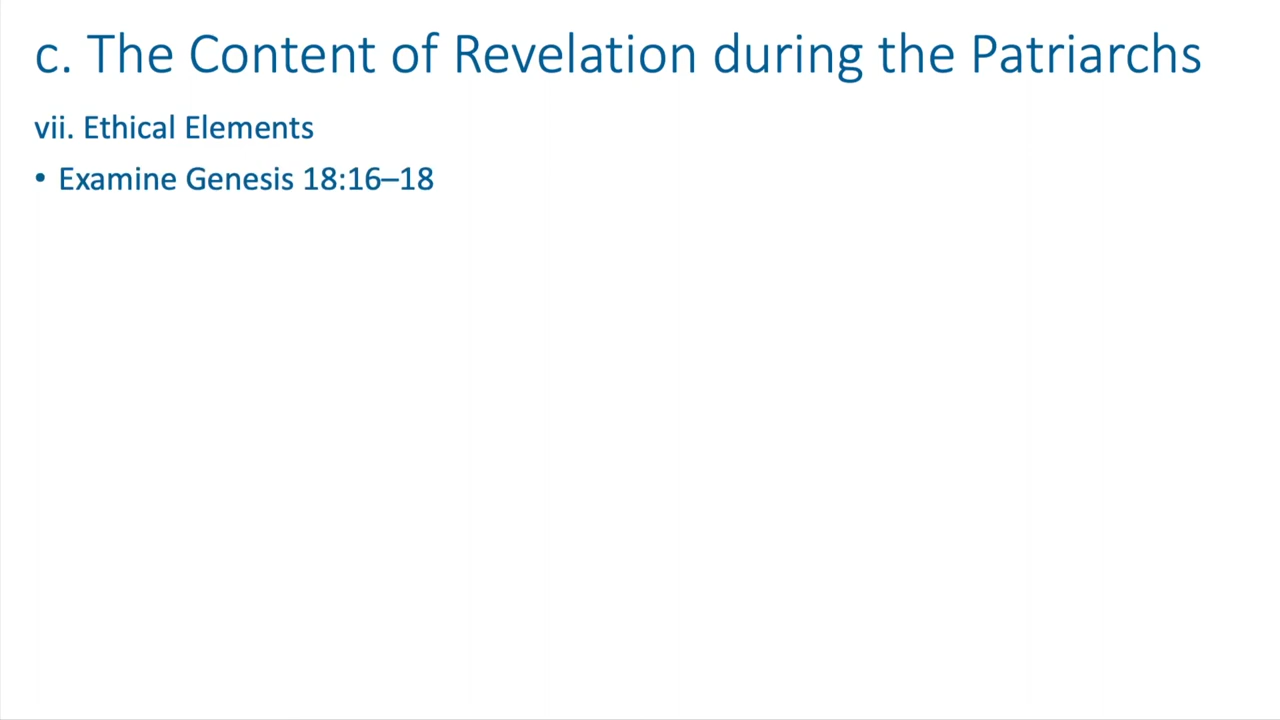 c. The Content of Revelation during the Patriarchs
vii. Ethical Elements
• Examine Genesis 18:16–18